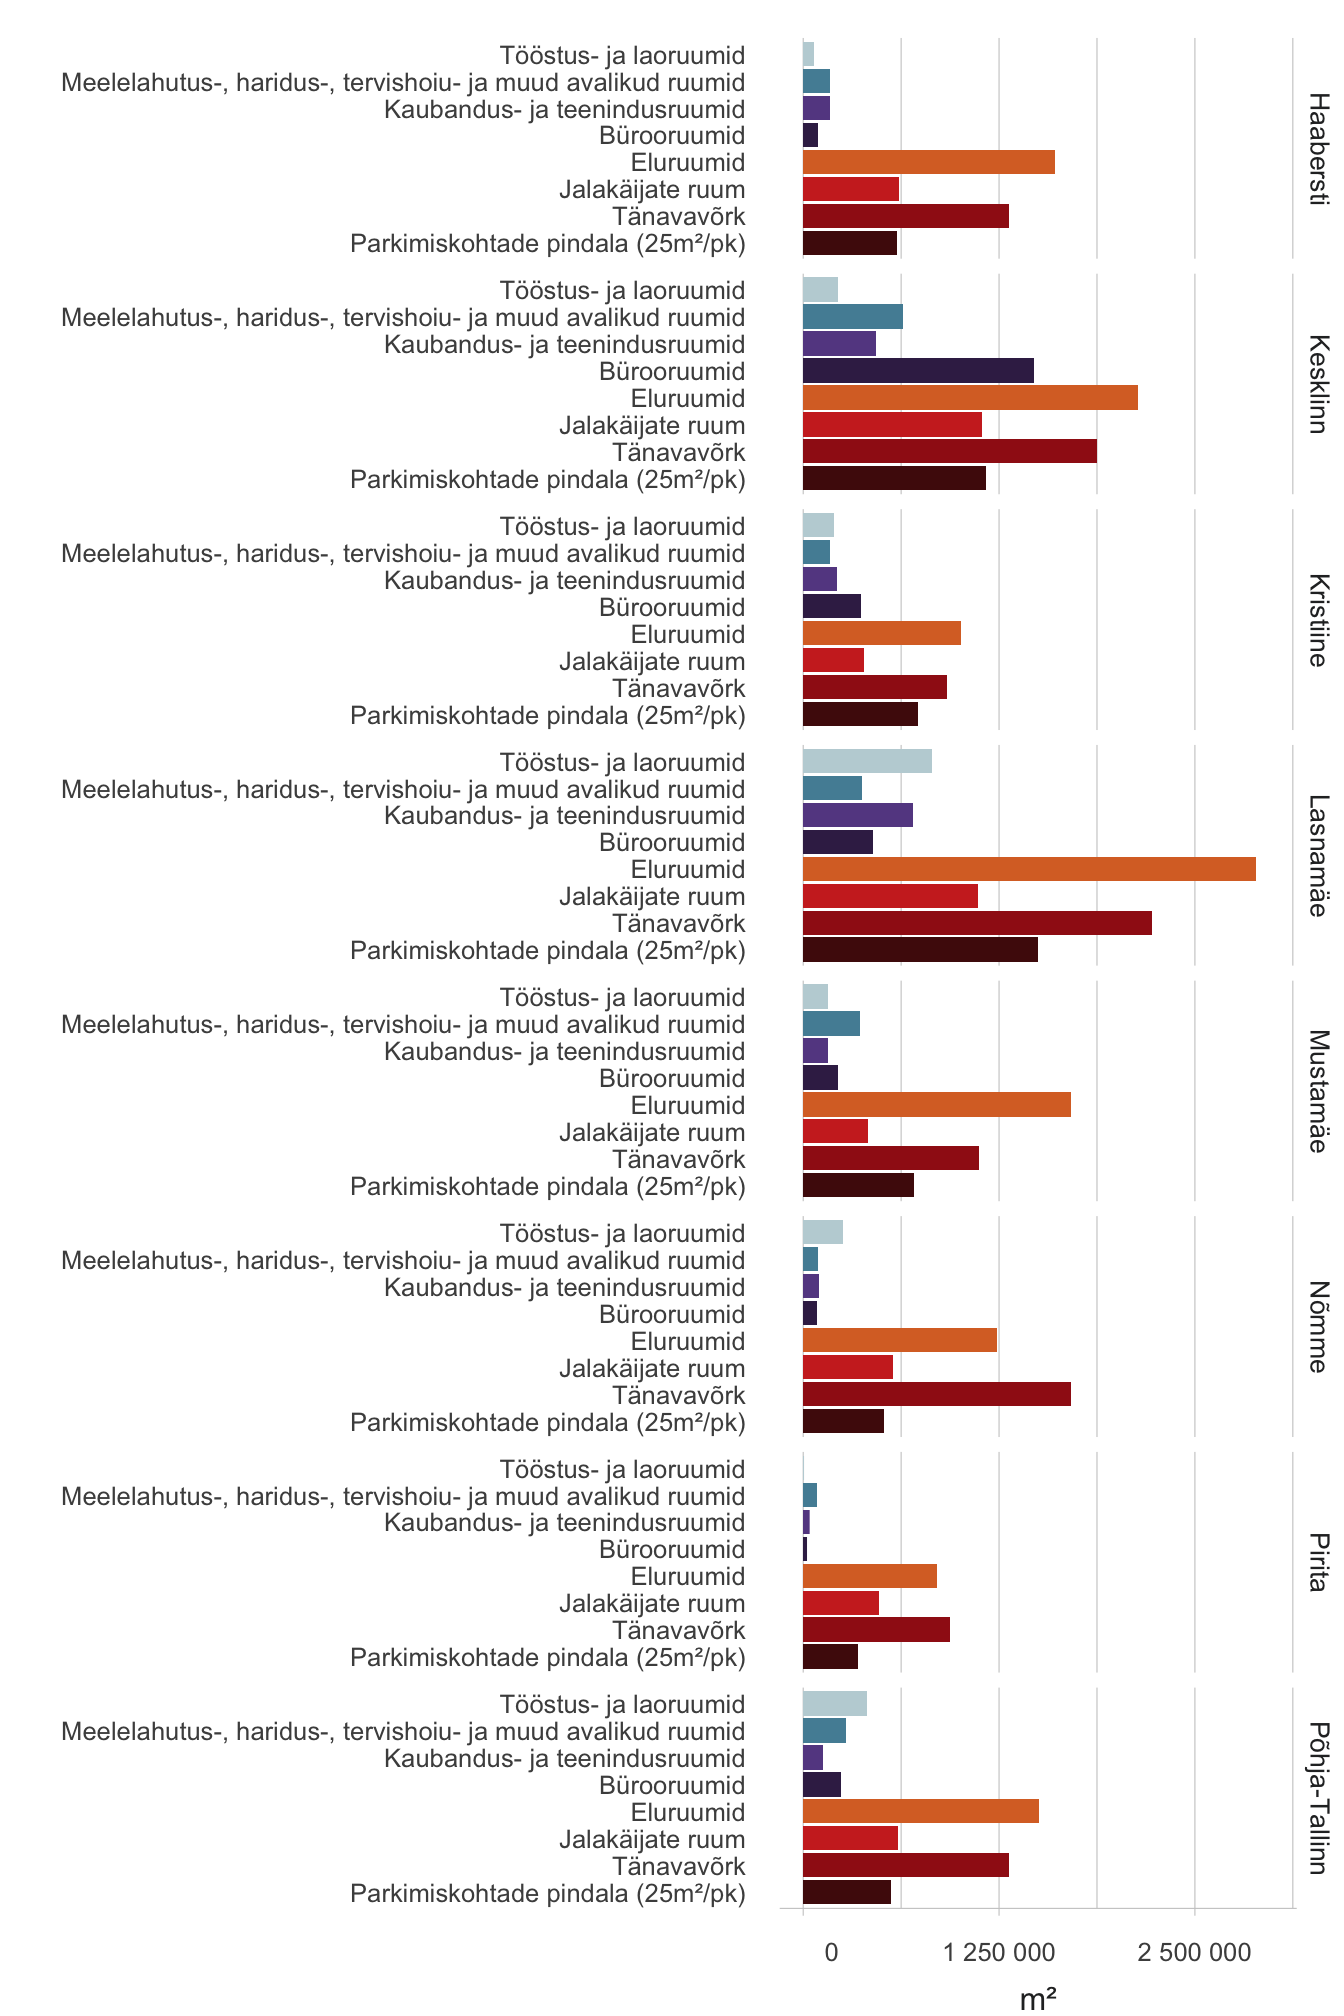 Tööstus- ja laoruumid
Meelelahutus-, haridus-, tervishoiu- ja muud avalikud ruumid
Kaubandus- ja teenindusruumid
Bürooruumid
Eluruumid
Jalakäijate ruum
Tänavavõrk
Parkimiskohtade pindala (25m²/pk)
Haabersti
Tööstus- ja laoruumid
Meelelahutus-, haridus-, tervishoiu- ja muud avalikud ruumid
Kaubandus- ja teenindusruumid
Bürooruumid
Eluruumid
Jalakäijate ruum
Tänavavõrk
Parkimiskohtade pindala (25m²/pk)
Kesklinn
Tööstus- ja laoruumid
Meelelahutus-, haridus-, tervishoiu- ja muud avalikud ruumid
Kaubandus- ja teenindusruumid
Bürooruumid
Eluruumid
Jalakäijate ruum
Tänavavõrk
Parkimiskohtade pindala (25m²/pk)
Kristiine
Tööstus- ja laoruumid
Meelelahutus-, haridus-, tervishoiu- ja muud avalikud ruumid
Kaubandus- ja teenindusruumid
Bürooruumid
Eluruumid
Jalakäijate ruum
Tänavavõrk
Parkimiskohtade pindala (25m²/pk)
Lasnamäe
Tööstus- ja laoruumid
Meelelahutus-, haridus-, tervishoiu- ja muud avalikud ruumid
Kaubandus- ja teenindusruumid
Bürooruumid
Eluruumid
Jalakäijate ruum
Tänavavõrk
Parkimiskohtade pindala (25m²/pk)
Mustamäe
Tööstus- ja laoruumid
Meelelahutus-, haridus-, tervishoiu- ja muud avalikud ruumid
Kaubandus- ja teenindusruumid
Bürooruumid
Eluruumid
Jalakäijate ruum
Tänavavõrk
Parkimiskohtade pindala (25m²/pk)
Nõmme
Tööstus- ja laoruumid
Meelelahutus-, haridus-, tervishoiu- ja muud avalikud ruumid
Kaubandus- ja teenindusruumid
Bürooruumid
Eluruumid
Jalakäijate ruum
Tänavavõrk
Parkimiskohtade pindala (25m²/pk)
Pirita
Tööstus- ja laoruumid
Meelelahutus-, haridus-, tervishoiu- ja muud avalikud ruumid
Kaubandus- ja teenindusruumid
Bürooruumid
Eluruumid
Jalakäijate ruum
Tänavavõrk
Parkimiskohtade pindala (25m²/pk)
Põhja-Tallinn
0 1 250 000 2 500 000
m²